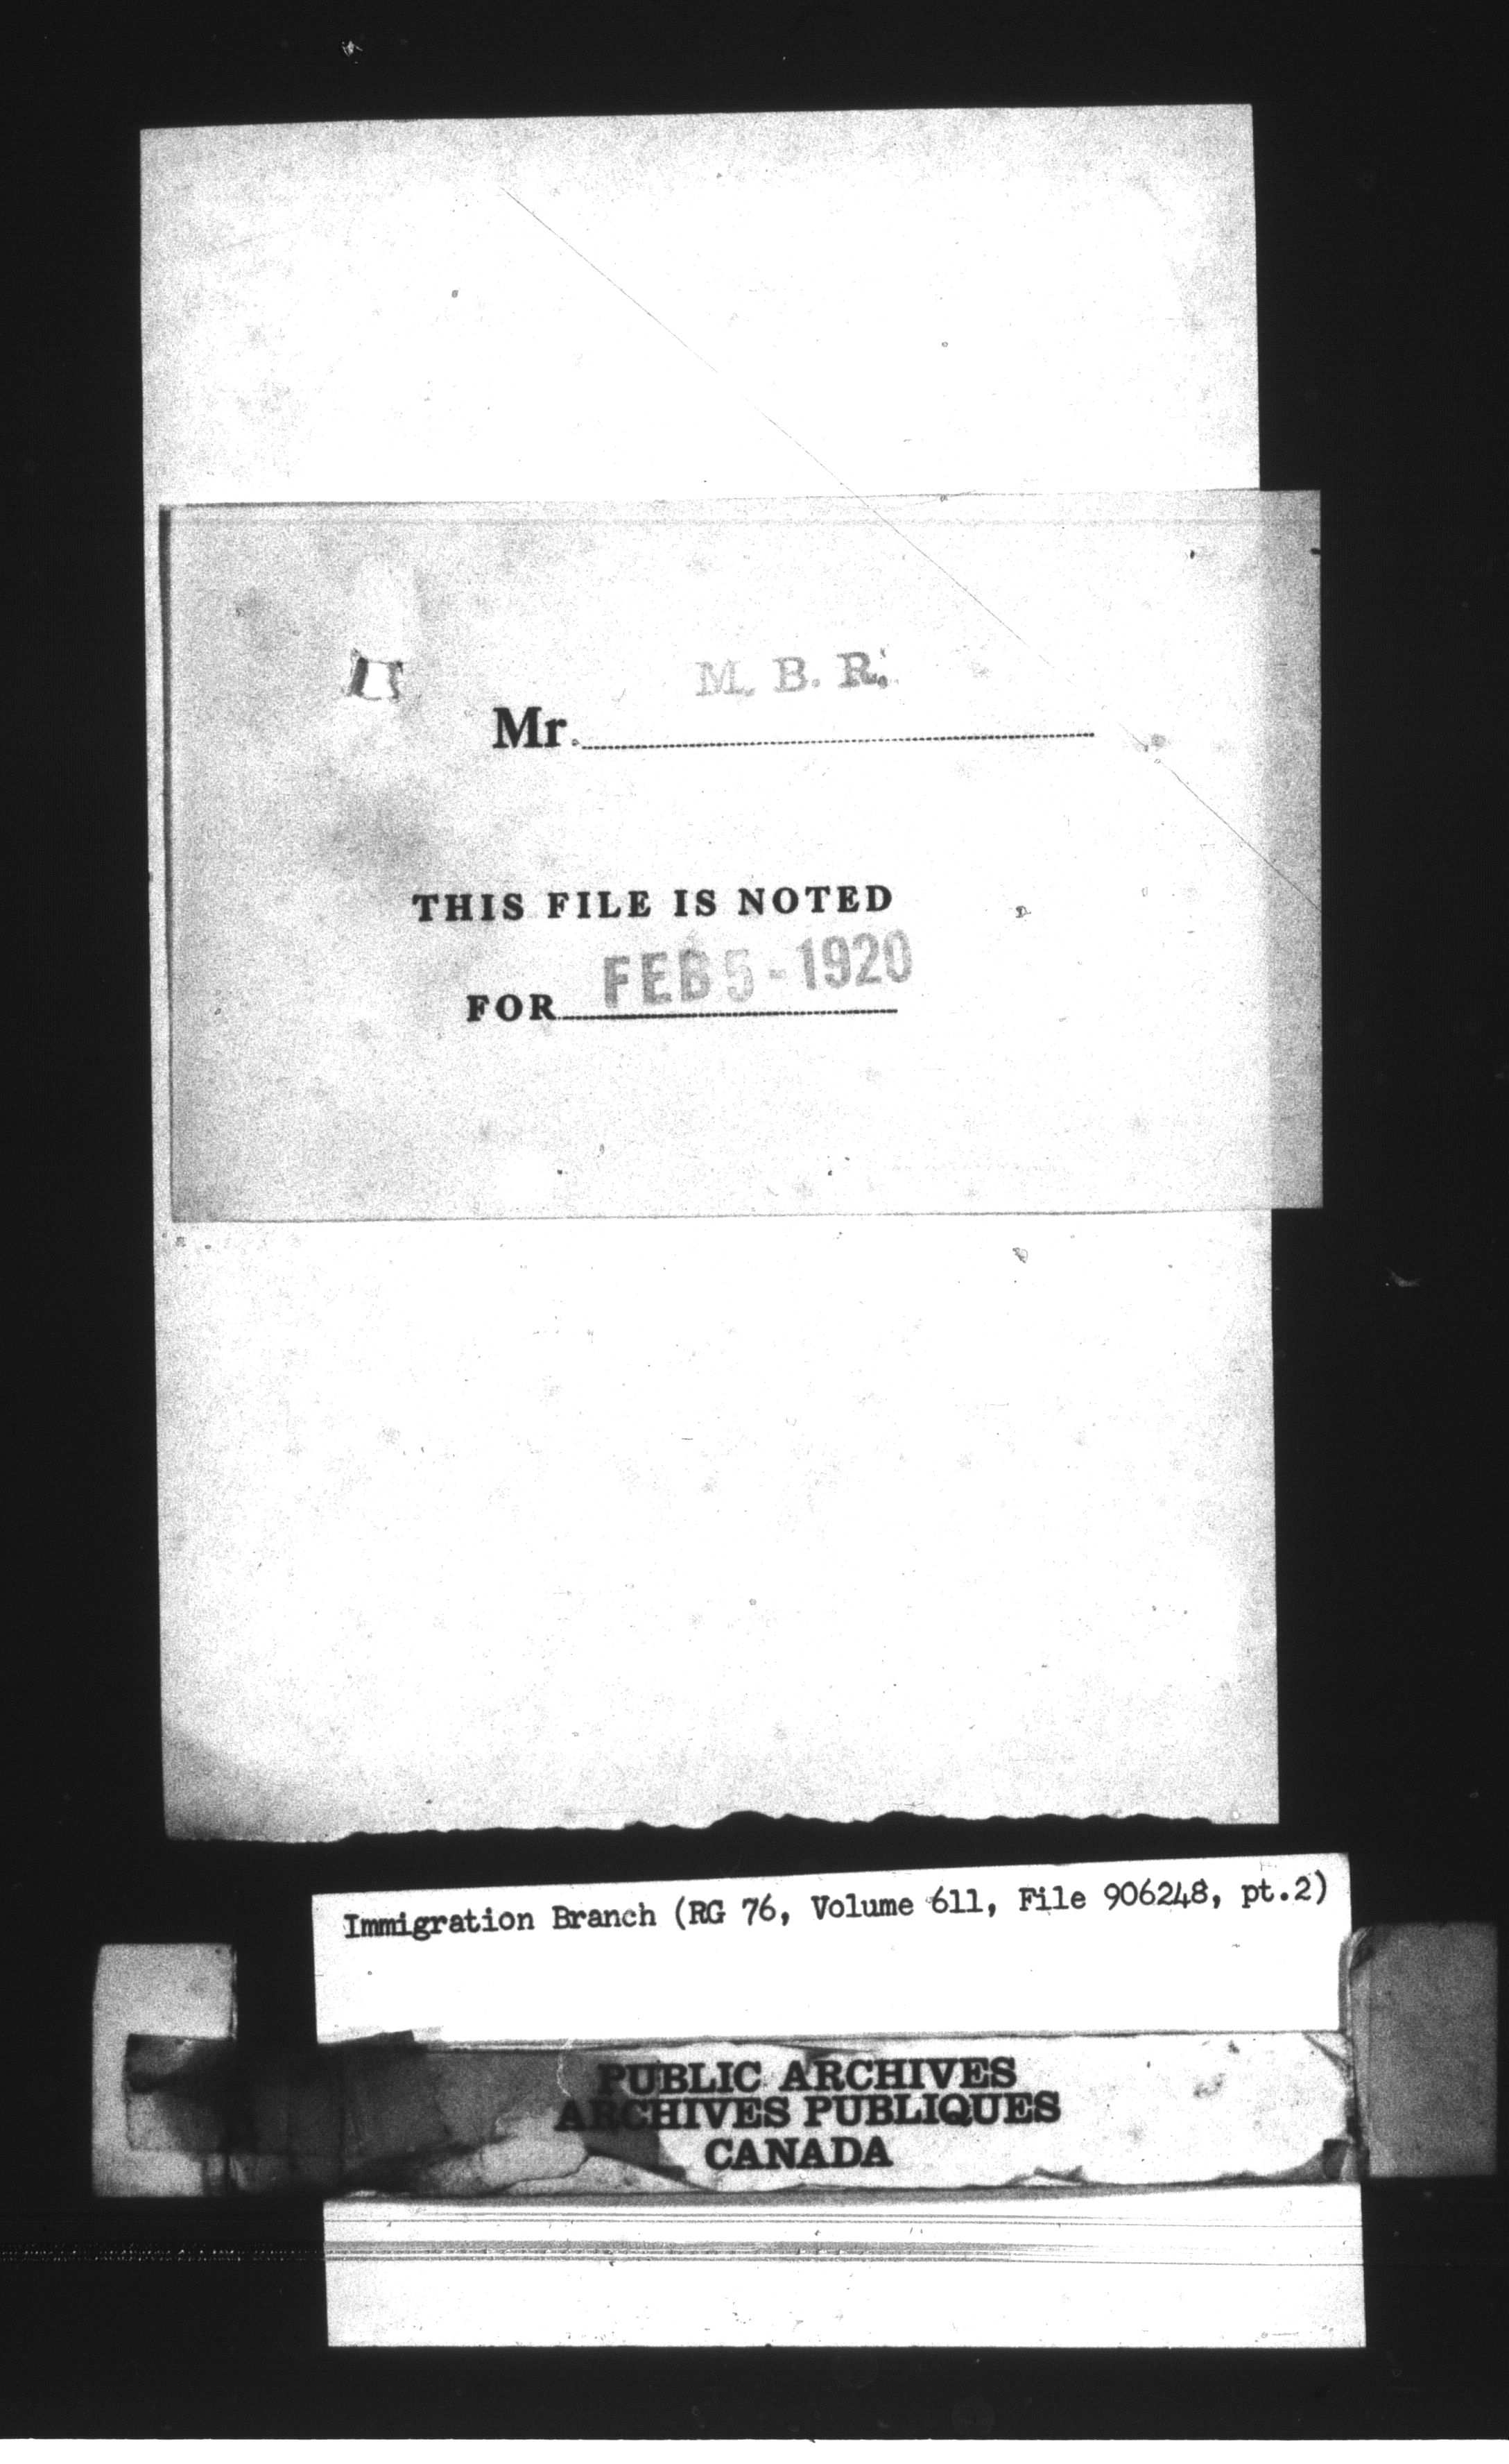 M. B. R.
Mr.
THIS FILE IS NOTED
FOR FEB 5 - 1920
Immigration Branch (RG 76, Volume 611, File 906248, pt.2)
PUBLIC ARCHIVES
ARCHIVES PUBLIQUES
CANADA